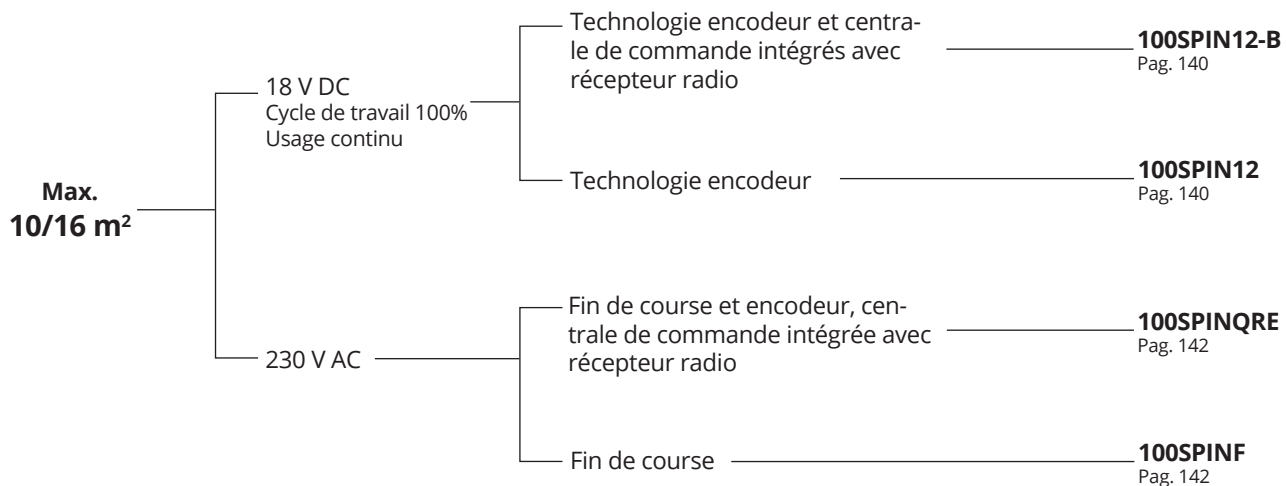 Max.
10/16 m²
18 V DC
Cycle de travail 100%
Usage continu
Technologie encodeur et centra-
le de commande intégrés avec
récepteur radio
100SPIN12-B
Pag. 140
Technologie encodeur
100SPIN12
Pag. 140
230 V AC
Fin de course et encodeur, cen-
trale de commande intégrée avec
récepteur radio
100SPINQRE
Pag. 142
Fin de course
100SPINF
Pag. 142